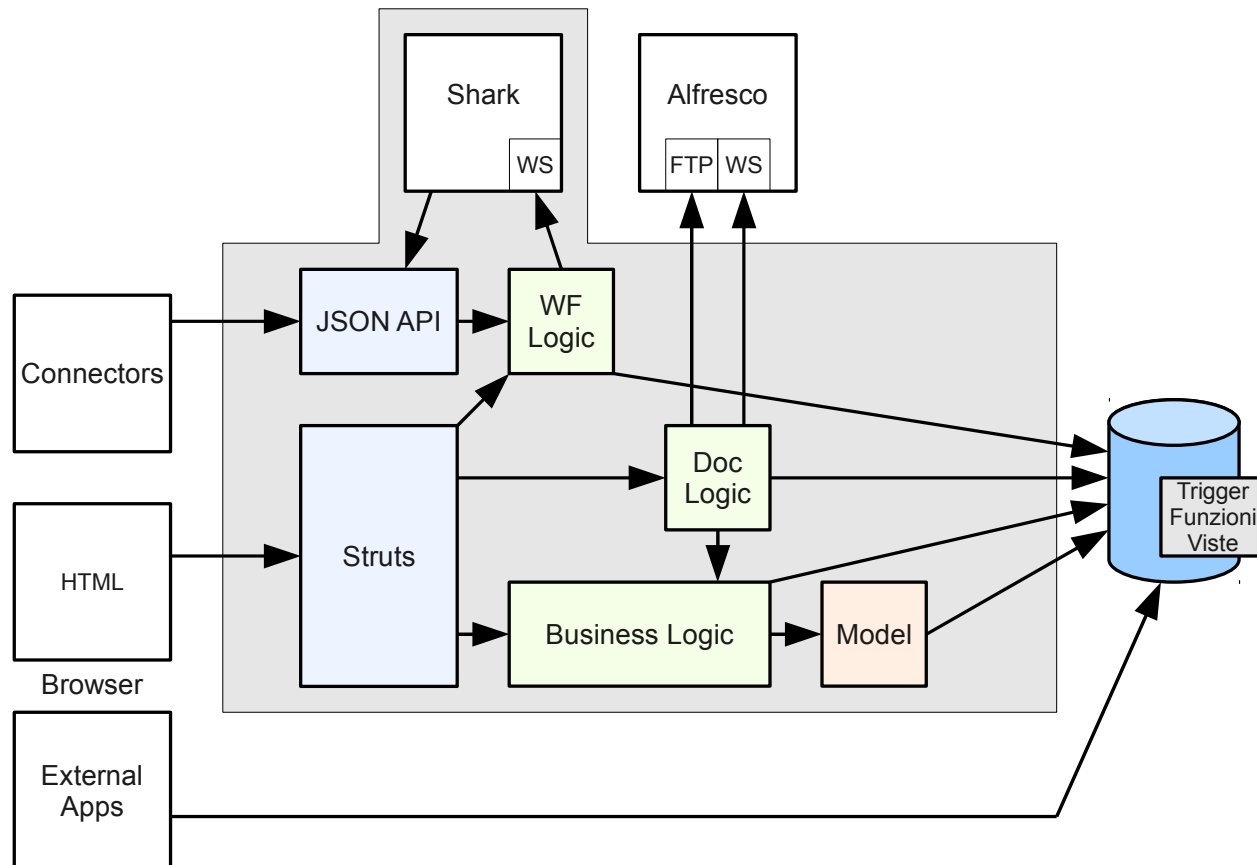 Shark
WS
Alfresco
FTP
WS
JSON API
WF
Logic
Connectors
Doc
Logic
Trigger
Funzioni
Viste
Struts
HTML
Business Logic
Model
Browser
External
Apps